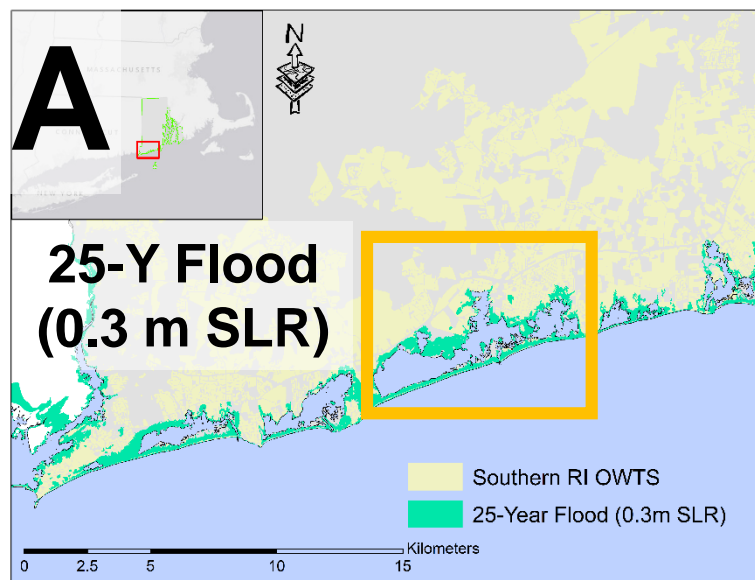 A
MASSACHUSETTS
N
25-Y Flood
(0.3 m SLR)
Southern RI OWTS
25-Year Flood (0.3m SLR)
Kilometers
0 2.5 5 10 15